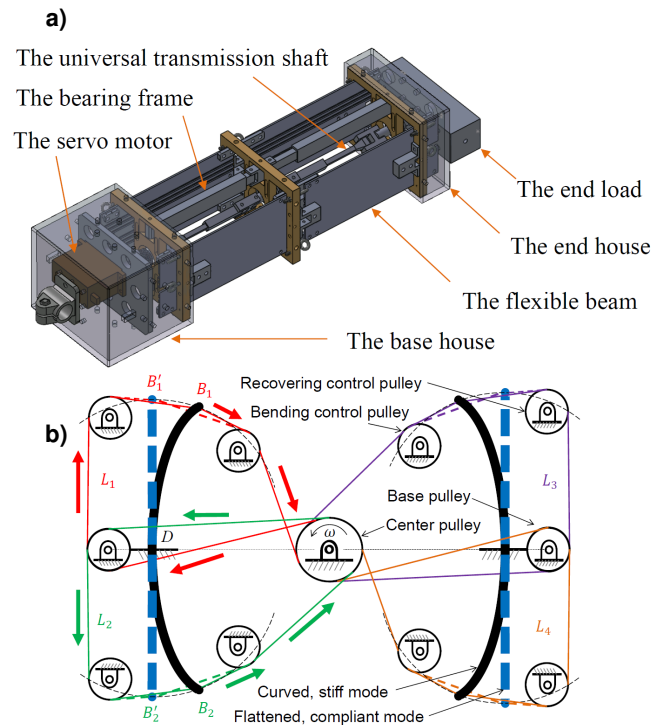 a)
The universal transmission shaft
The bearing frame
The servo motor
The end load
The end house
The flexible beam
The base house
b)
B′₁
B₁
Recovering control pulley
Bending control pulley
L₁
L₃
D
ω
Base pulley
Center pulley
L₂
L₄
B′₂
B₂
Curved, stiff mode
Flattened, compliant mode